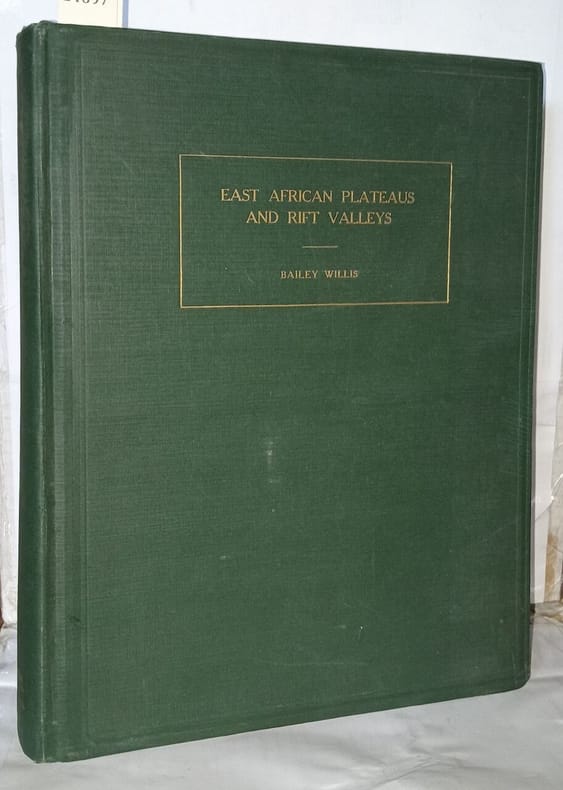 EAST AFRICAN PLATEAUS
AND RIFT VALLEYS
BAILEY WILLIS